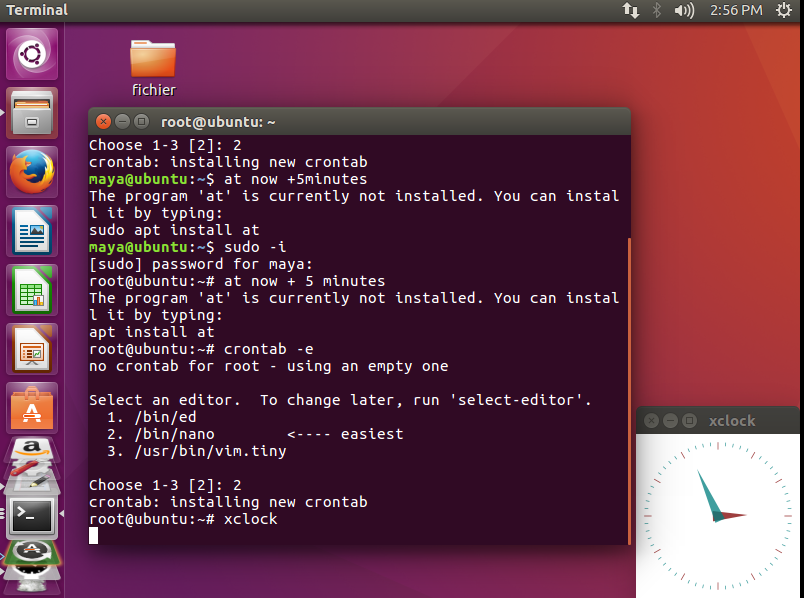 Terminal
2:56 PM
fichier
root@ubuntu: ~
Choose 1-3 [2]: 2
crontab: installing new crontab
maya@ubuntu:~$ at now +5minutes
The program 'at' is currently not installed. You can instal
l it by typing:
sudo apt install at
maya@ubuntu:~$ sudo -i
[sudo] password for maya:
root@ubuntu:~# at now + 5 minutes
The program 'at' is currently not installed. You can instal
l it by typing:
apt install at
root@ubuntu:~# crontab -e
no crontab for root - using an empty one
Select an editor.  To change later, run 'select-editor'.
  1. /bin/ed
  2. /bin/nano        <---- easiest
  3. /usr/bin/vim.tiny
Choose 1-3 [2]: 2
crontab: installing new crontab
root@ubuntu:~# xclock
xclock